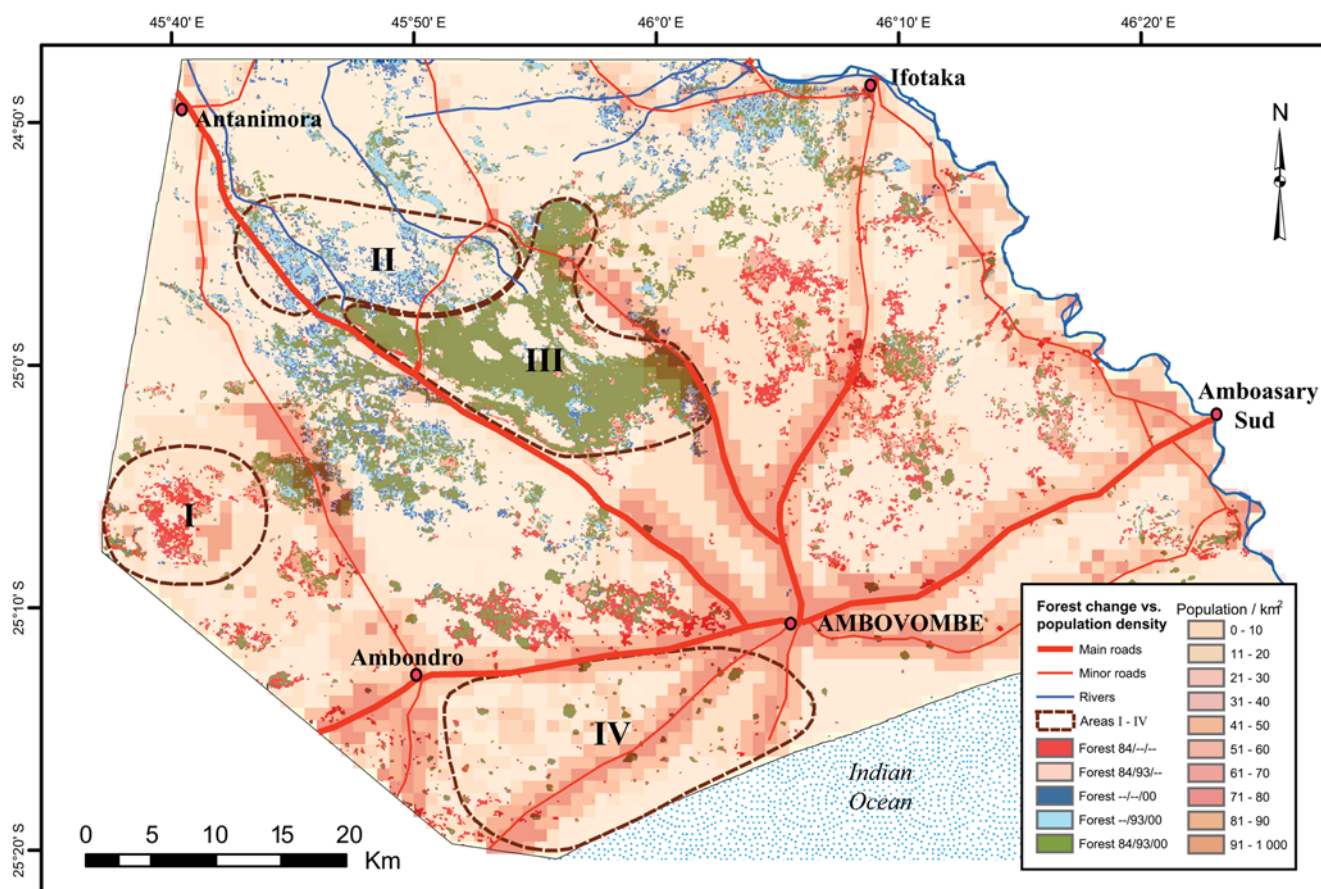 45°40' E
45°50' E
46°0' E
46°10' E
46°20' E
24°50'S
25°0'S
25°10'S
25°20'S
Antanimora
Ifotaka
N
II
III
Amboasary
Sud
I
AMBOVOMBE
Ambondro
IV
Indian
Ocean
0 5 10 15 20
Km
Forest change vs.
population density
Main roads
Minor roads
Rivers
Areas I - IV
Forest 84/--/--
Forest 84/93/--
Forest --/--/00
Forest --/93/00
Forest 84/93/00
Population / km²
0 - 10
11 - 20
21 - 30
31 - 40
41 - 50
51 - 60
61 - 70
71 - 80
81 - 90
91 - 1 000